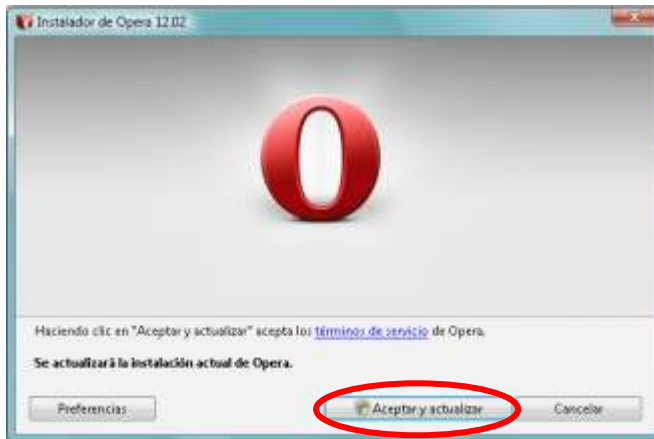 Instalador de Opera 12.02
Haciendo clic en "Aceptar y actualizar" acepta los términos de servicio de Opera.
Se actualizará la instalación actual de Opera.
Preferencias Aceptar y actualizar Cancelar